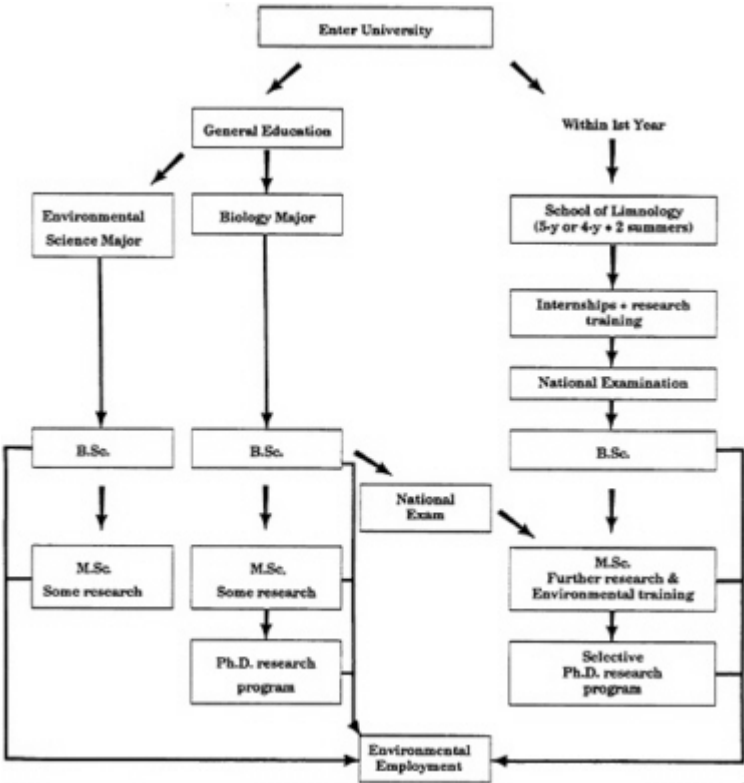 Enter University
General Education
Within 1st Year
Environmental
Science Major
Biology Major
School of Limnology
(5-y or 4-y + 2 summers)
Internships + research
training
National Examination
B.Sc.
B.Sc.
B.Sc.
National
Exam
M.Sc.
Some research
M.Sc.
Some research
M.Sc.
Further research &
Environmental training
Ph.D. research
program
Selective
Ph.D. research
program
Environmental
Employment